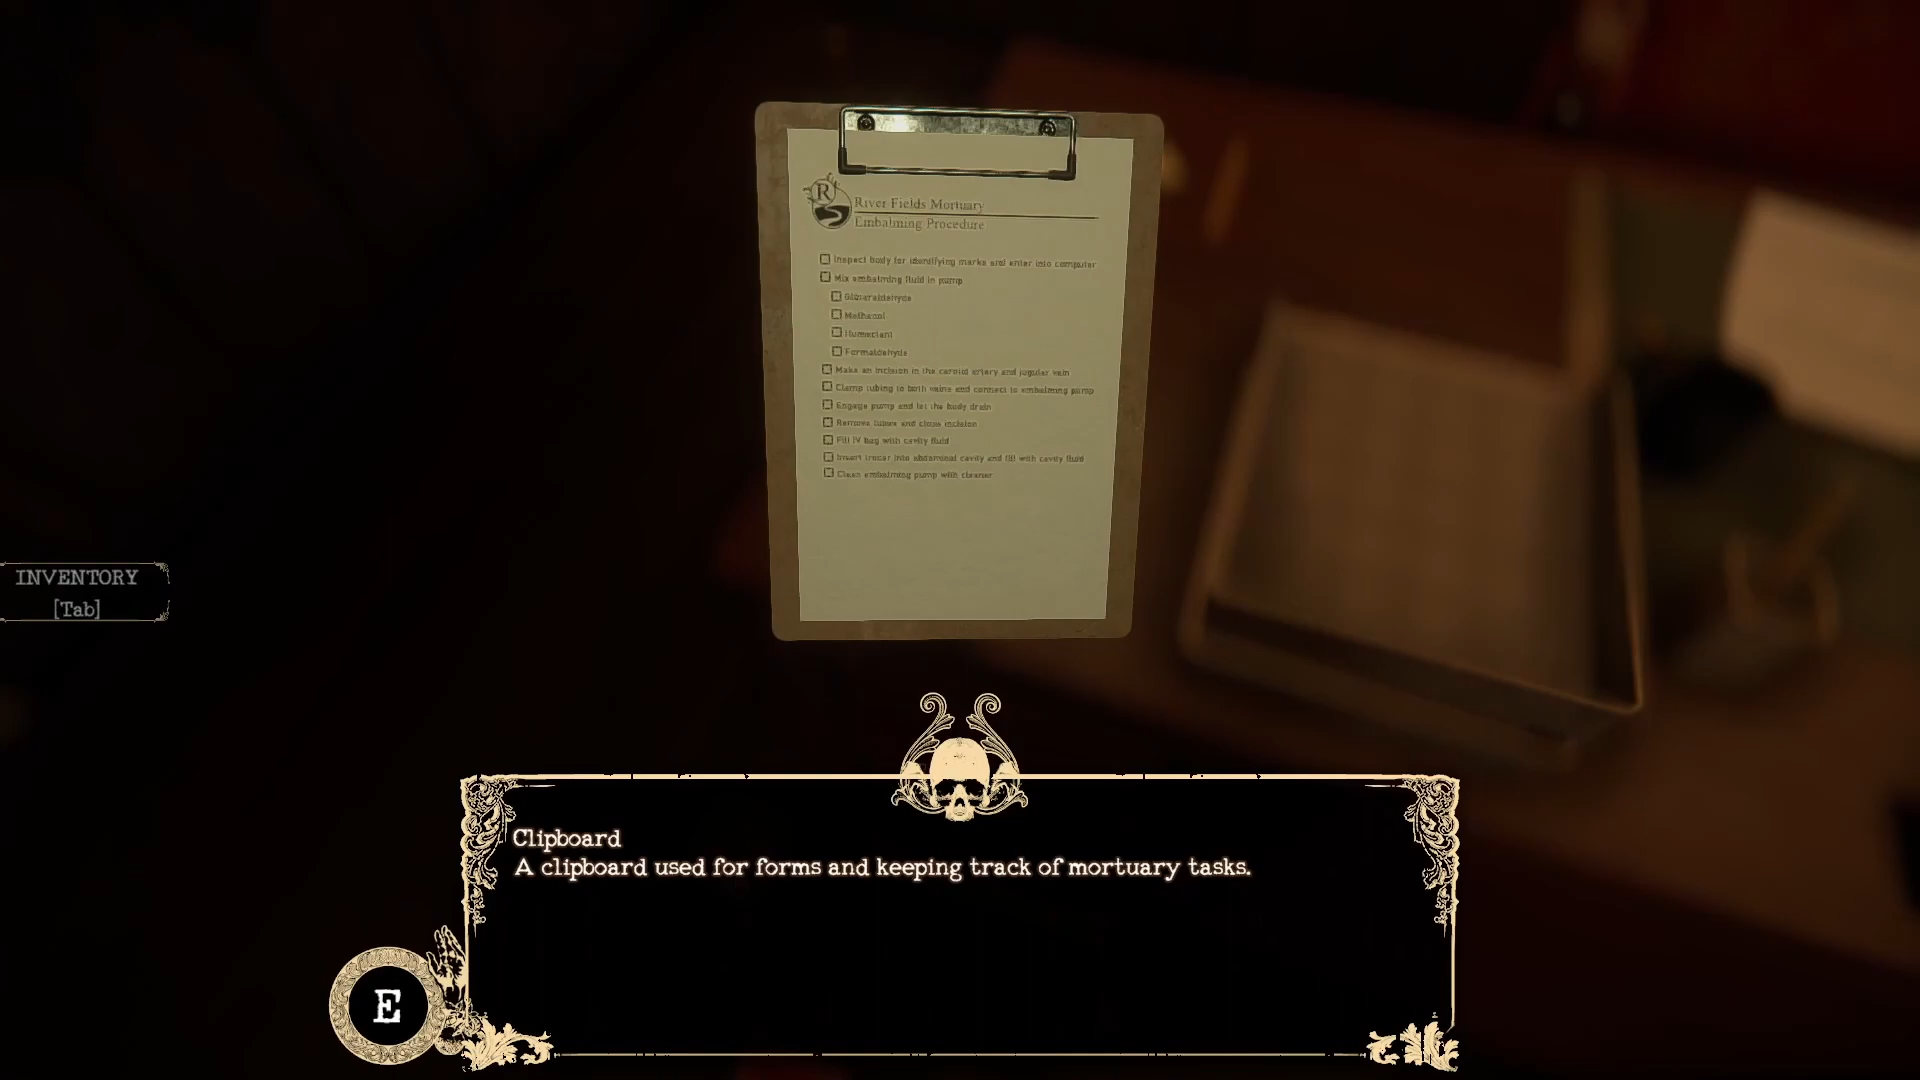 R
River Fields Mortuary
Embalming Procedure
Inspect body for identifying marks and enter into computer
Mix embalming fluid in pump
Glutaraldehyde
Methanol
Humectant
Formaldehyde
Make an incision in the carotid artery and jugular vein
Clamp tubing to both veins and connect to embalming pump
Engage pump and let the body drain
Remove tubes and close incision
Fill IV bag with cavity fluid
Insert trocar into abdominal cavity and fill with cavity fluid
Clean embalming pump with cleaner
INVENTORY
[Tab]
Clipboard
A clipboard used for forms and keeping track of mortuary tasks.
E